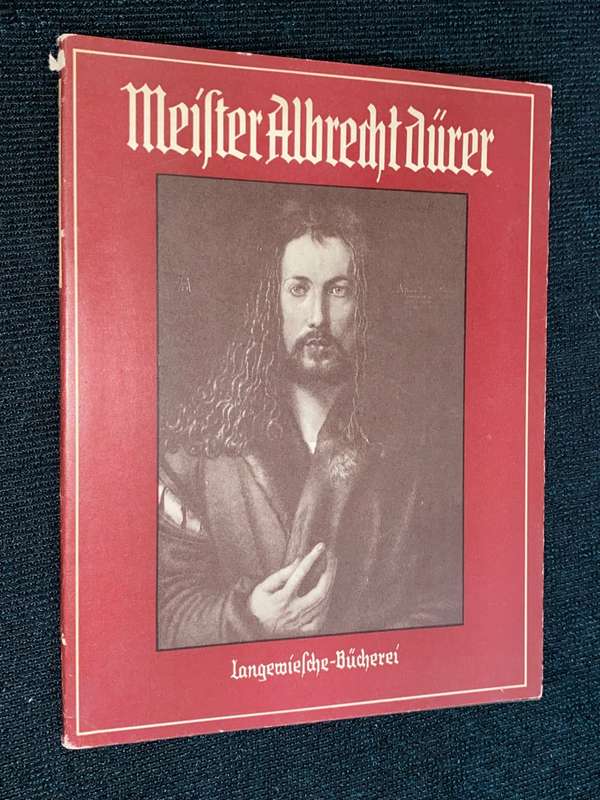 Meiſter Albrecht Dürer
A
Langewieſche-Bücherei